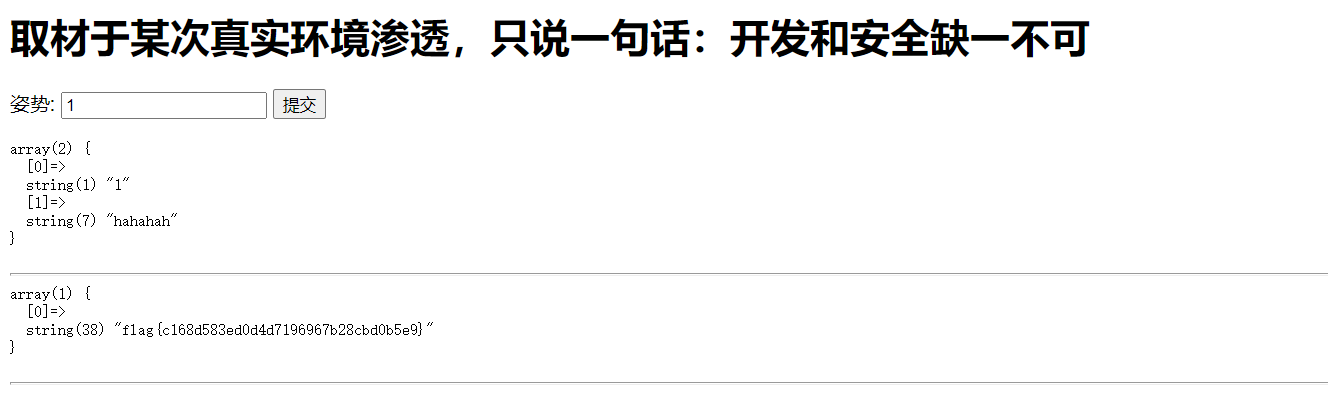 取材于某次真实环境渗透，只说一句话：开发和安全缺一不可
姿势: 1 提交
array(2) {
  [0]=>
  string(1) "1"
  [1]=>
  string(7) "hahahah"
}
array(1) {
  [0]=>
  string(38) "flag{c168d583ed0d4d7196967b28cbd0b5e9}"
}